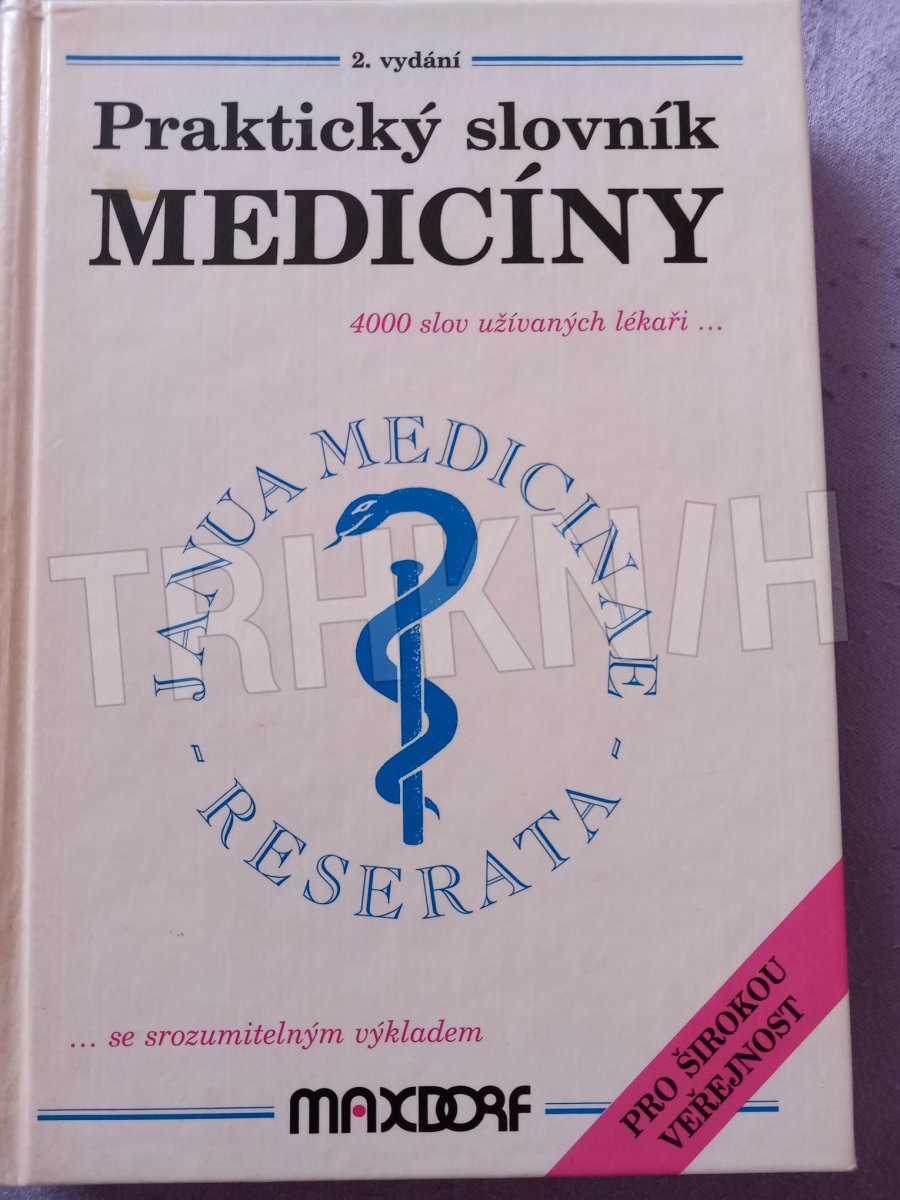 2. vydání
Praktický slovník
MEDICÍNY
4000 slov užívaných lékaři ...
JANUA MEDICINAE
- RESERATA -
TRHKNIH
... se srozumitelným výkladem
PRO ŠIROKOU
VEŘEJNOST
MAXDORF